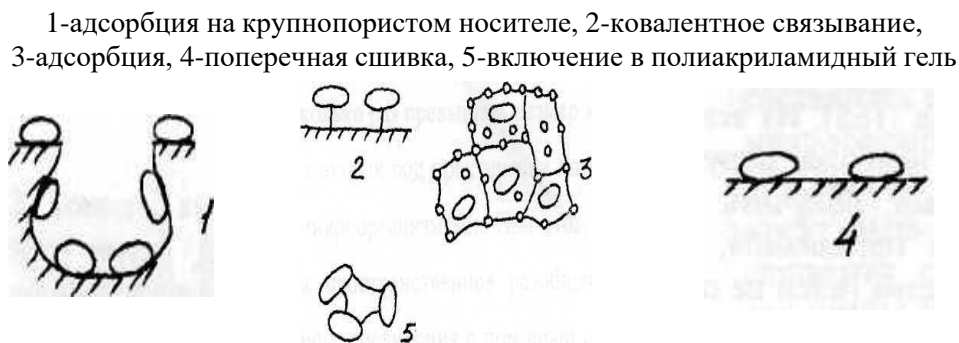 1-адсорбция на крупнопористом носителе, 2-ковалентное связывание,
3-адсорбция, 4-поперечная сшивка, 5-включение в полиакриламидный гель
1
2
3
4
5